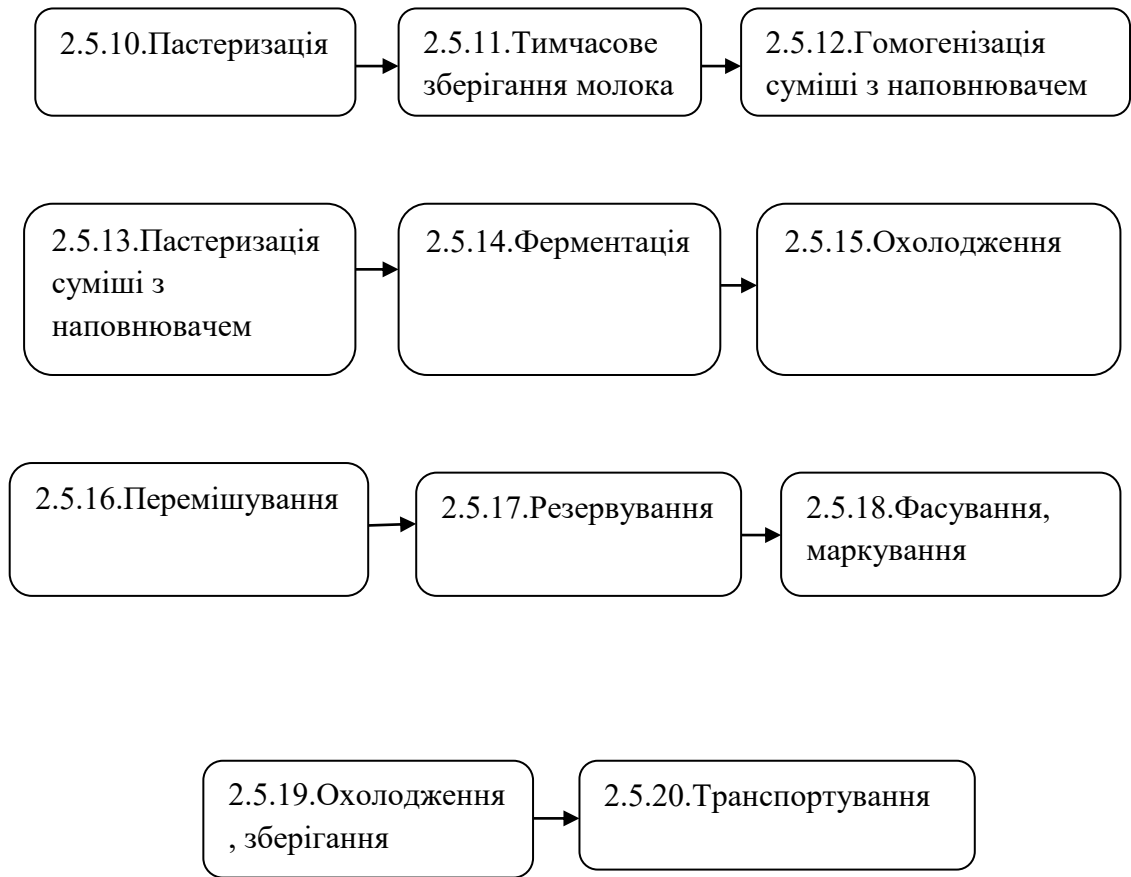 2.5.10.Пастеризація
2.5.11.Тимчасове
зберігання молока
2.5.12.Гомогенізація
суміші з наповнювачем
2.5.13.Пастеризація
суміші з
наповнювачем
2.5.14.Ферментація
2.5.15.Охолодження
2.5.16.Перемішування
2.5.17.Резервування
2.5.18.Фасування,
маркування
2.5.19.Охолодження
, зберігання
2.5.20.Транспортування